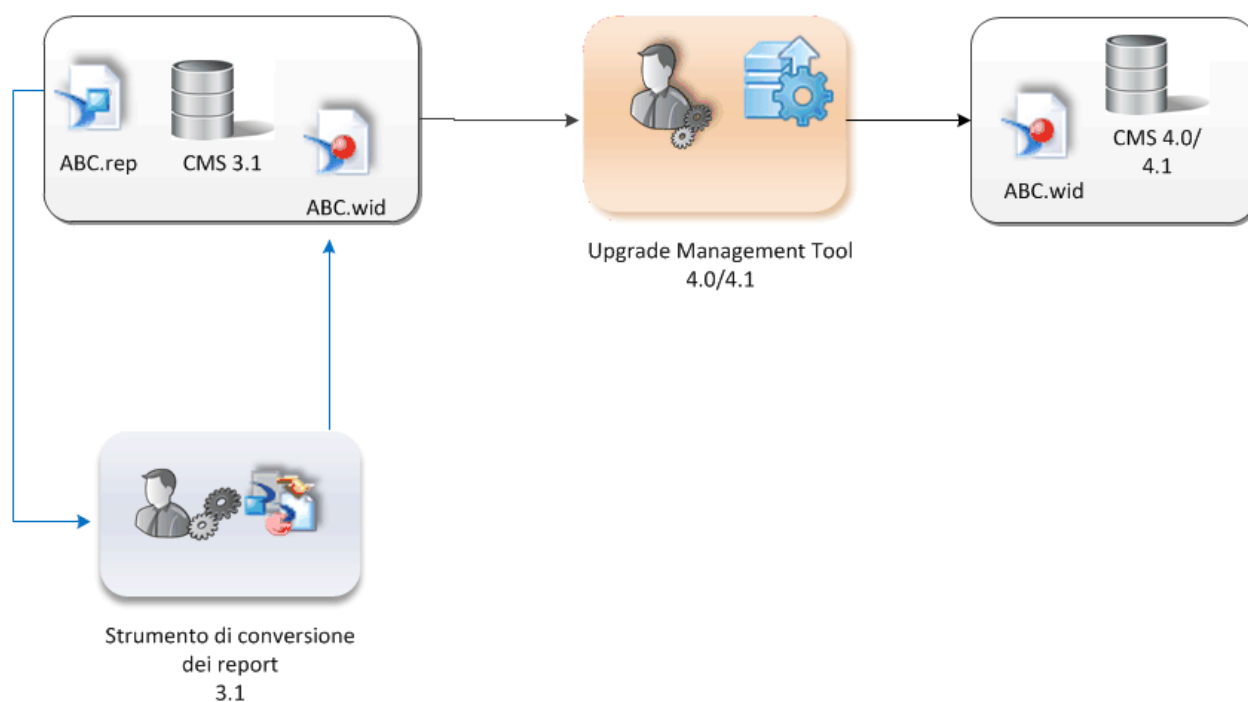 ABC.rep
CMS 3.1
ABC.wid
Upgrade Management Tool
4.0/4.1
CMS 4.0/
4.1
ABC.wid
Strumento di conversione
dei report
3.1